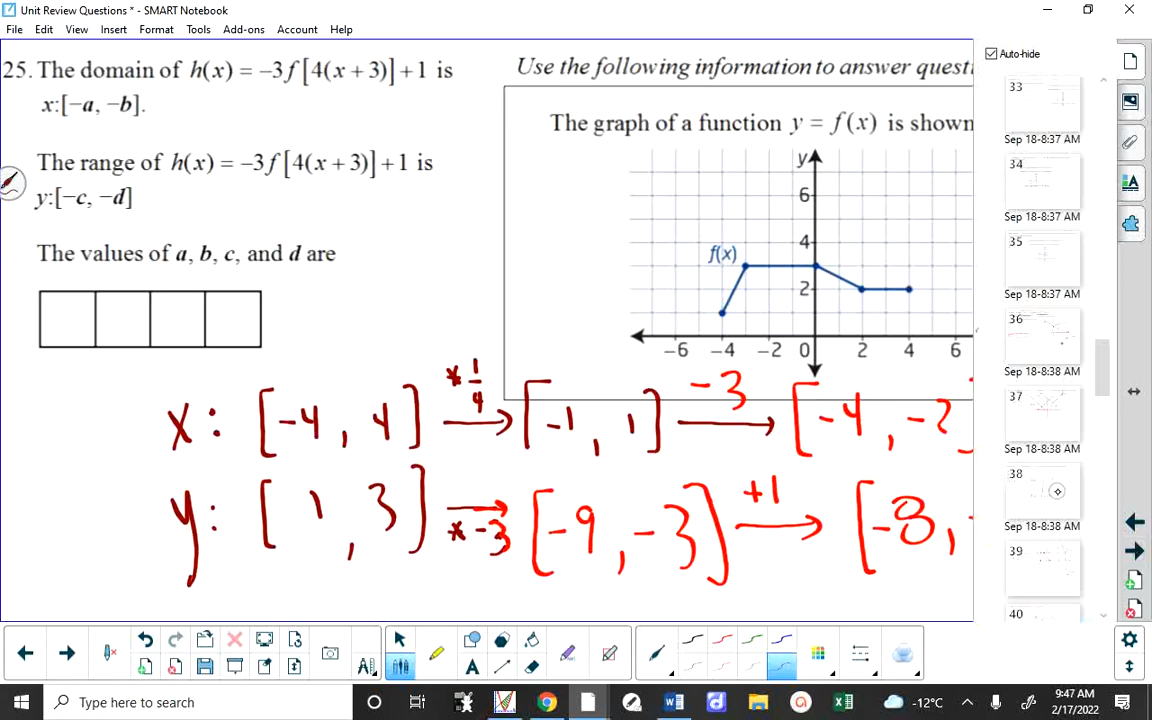 Unit Review Questions * - SMART Notebook
File Edit View Insert Format Tools Add-ons Account Help
25. The domain of h(x) = −3f[4(x + 3)] + 1 is
x:[−a, −b].
The range of h(x) = −3f[4(x + 3)] + 1 is
y:[−c, −d]
The values of a, b, c, and d are
Use the following information to answer questi
The graph of a function y = f(x) is shown
y
6
4
f(x)
2
−6 −4 −2 0 2 4 6
x: [-4, 4] * 1/4 → [-1, 1] -3 → [-4, -2
y: [1, 3] → * -3 [-9, -3] +1 → [-8, -
Auto-hide
33
Sep 18-8:37 AM
34
Sep 18-8:37 AM
35
Sep 18-8:37 AM
36
Sep 18-8:38 AM
37
Sep 18-8:38 AM
38
Sep 18-8:38 AM
39
Sep 18-8:38 AM
40
Type here to search
-12°C
9:47 AM
2/17/2022